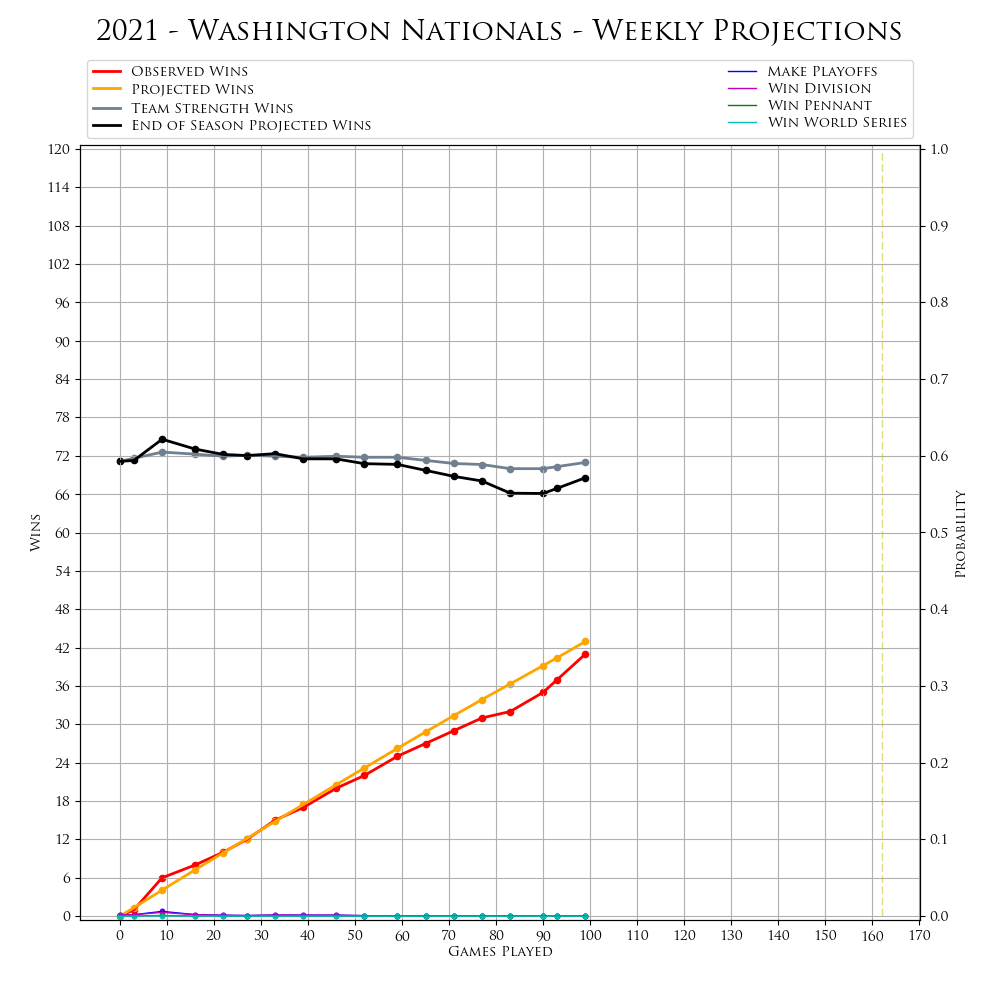 2021 - Washington Nationals - Weekly Projections
Observed Wins
Projected Wins
Team Strength Wins
End of Season Projected Wins
Make Playoffs
Win Division
Win Pennant
Win World Series
120
114
108
102
96
90
84
78
72
66
60
54
48
42
36
30
24
18
12
6
0
Wins
1.0
0.9
0.8
0.7
0.6
0.5
0.4
0.3
0.2
0.1
0.0
Probability
0 10 20 30 40 50 60 70 80 90 100 110 120 130 140 150 160 170
Games Played